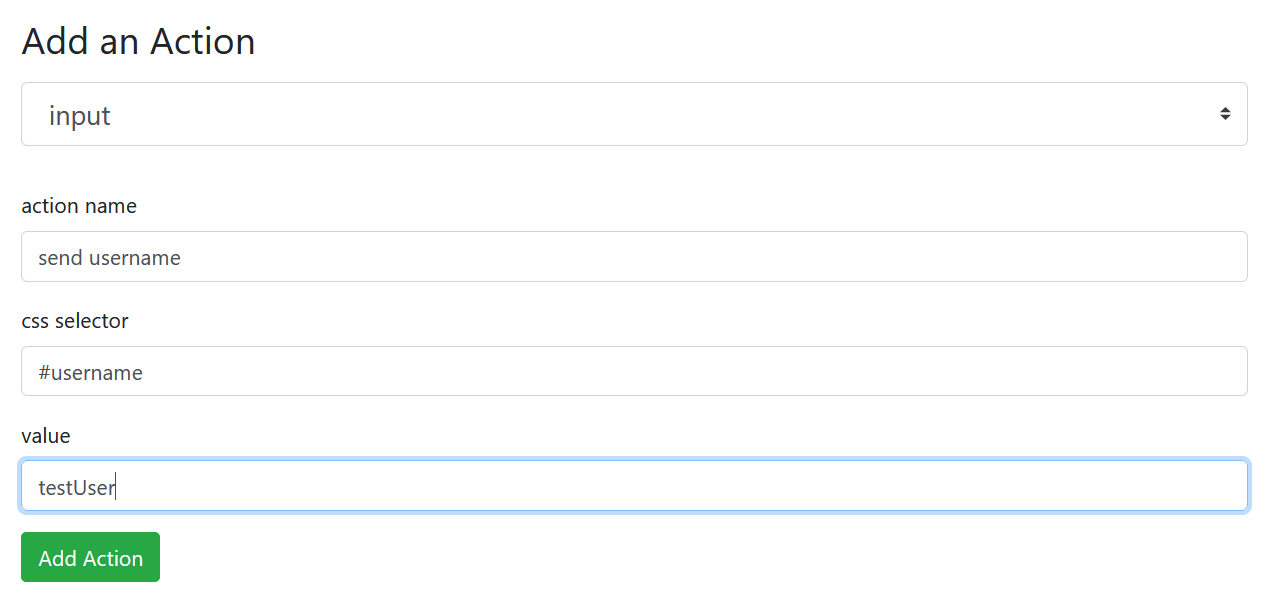 Add an Action
input
action name
send username
css selector
#username
value
testUser
Add Action